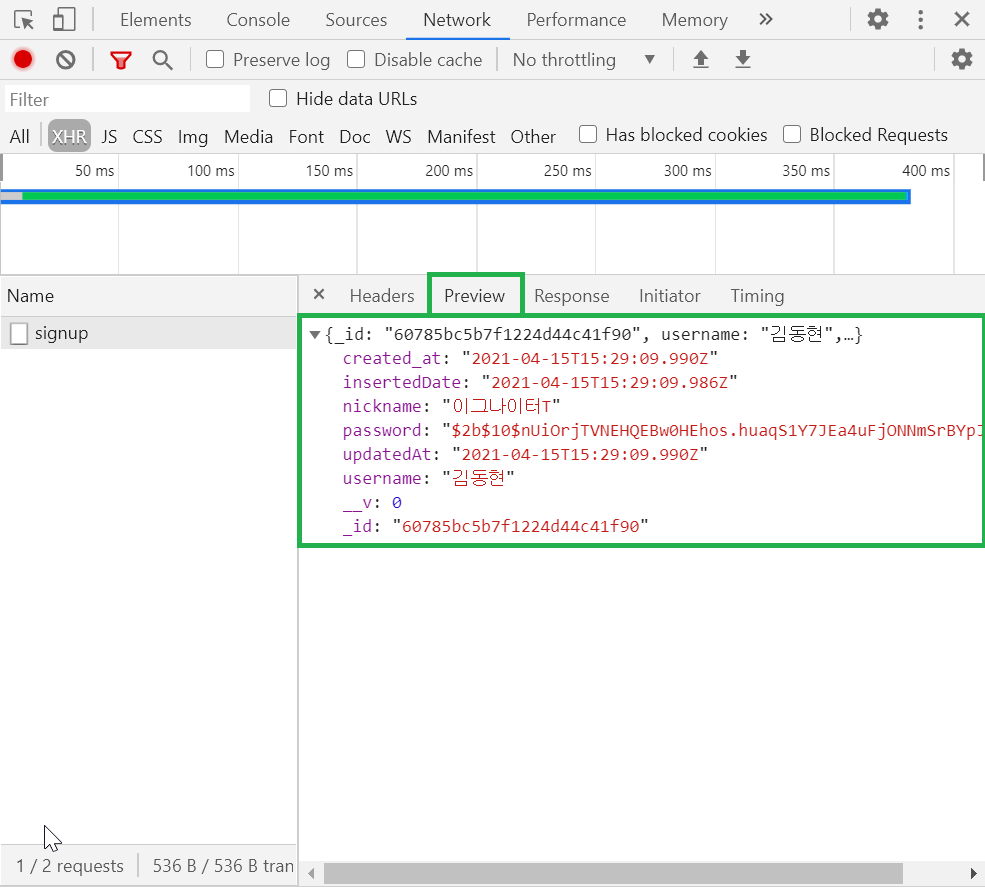 Elements Console Sources Network Performance Memory »
Preserve log Disable cache No throttling ▼
Filter Hide data URLs
All XHR JS CSS Img Media Font Doc WS Manifest Other Has blocked cookies Blocked Requests
50 ms 100 ms 150 ms 200 ms 250 ms 300 ms 350 ms 400 ms
Name × Headers Preview Response Initiator Timing
signup
▼{_id: "60785bc5b7f1224d44c41f90", username: "김동현",…}
created_at: "2021-04-15T15:29:09.990Z"
insertedDate: "2021-04-15T15:29:09.986Z"
nickname: "이그나이터T"
password: "$2b$10$nUiOrjTVNEHQEBw0HEhos.huaqS1Y7JEa4uFjONNmSrBYpJ
updatedAt: "2021-04-15T15:29:09.990Z"
username: "김동현"
__v: 0
_id: "60785bc5b7f1224d44c41f90"
1 / 2 requests 536 B / 536 B tran